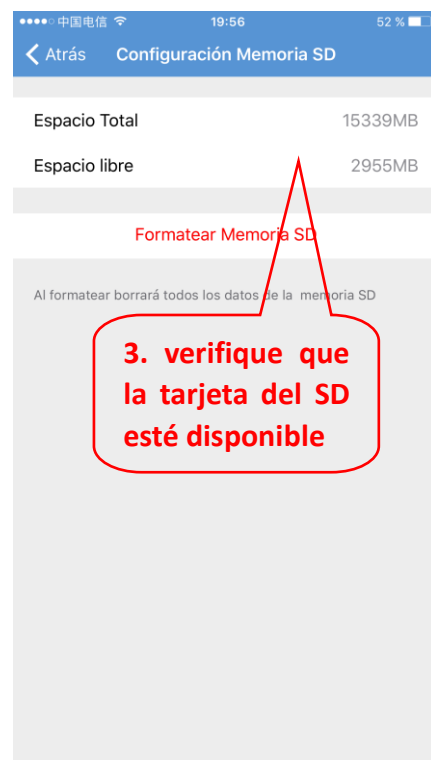 中国电信 19:56 52 %
Atrás Configuración Memoria SD
Espacio Total 15339MB
Espacio libre 2955MB
Formatear Memoria SD
Al formatear borrará todos los datos de la memoria SD
3. verifique que
la tarjeta del SD
esté disponible